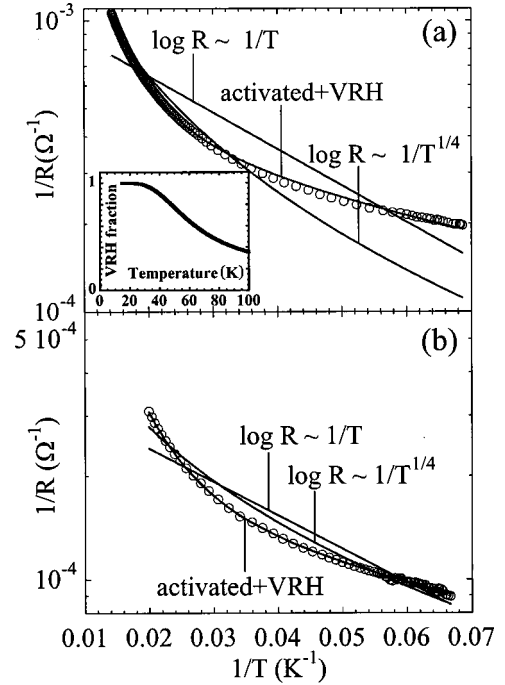 10⁻³
(a)
log R ~ 1/T
activated+VRH
log R ~ 1/T^1/4
1/R(Ω⁻¹)
1
VRH fraction
0
Temperature(K)
0 20 40 60 80 100
10⁻⁴
5 10⁻⁴
(b)
log R ~ 1/T
log R ~ 1/T^1/4
1/R (Ω⁻¹)
activated+VRH
10⁻⁴
0.01 0.02 0.03 0.04 0.05 0.06 0.07
1/T (K⁻¹)